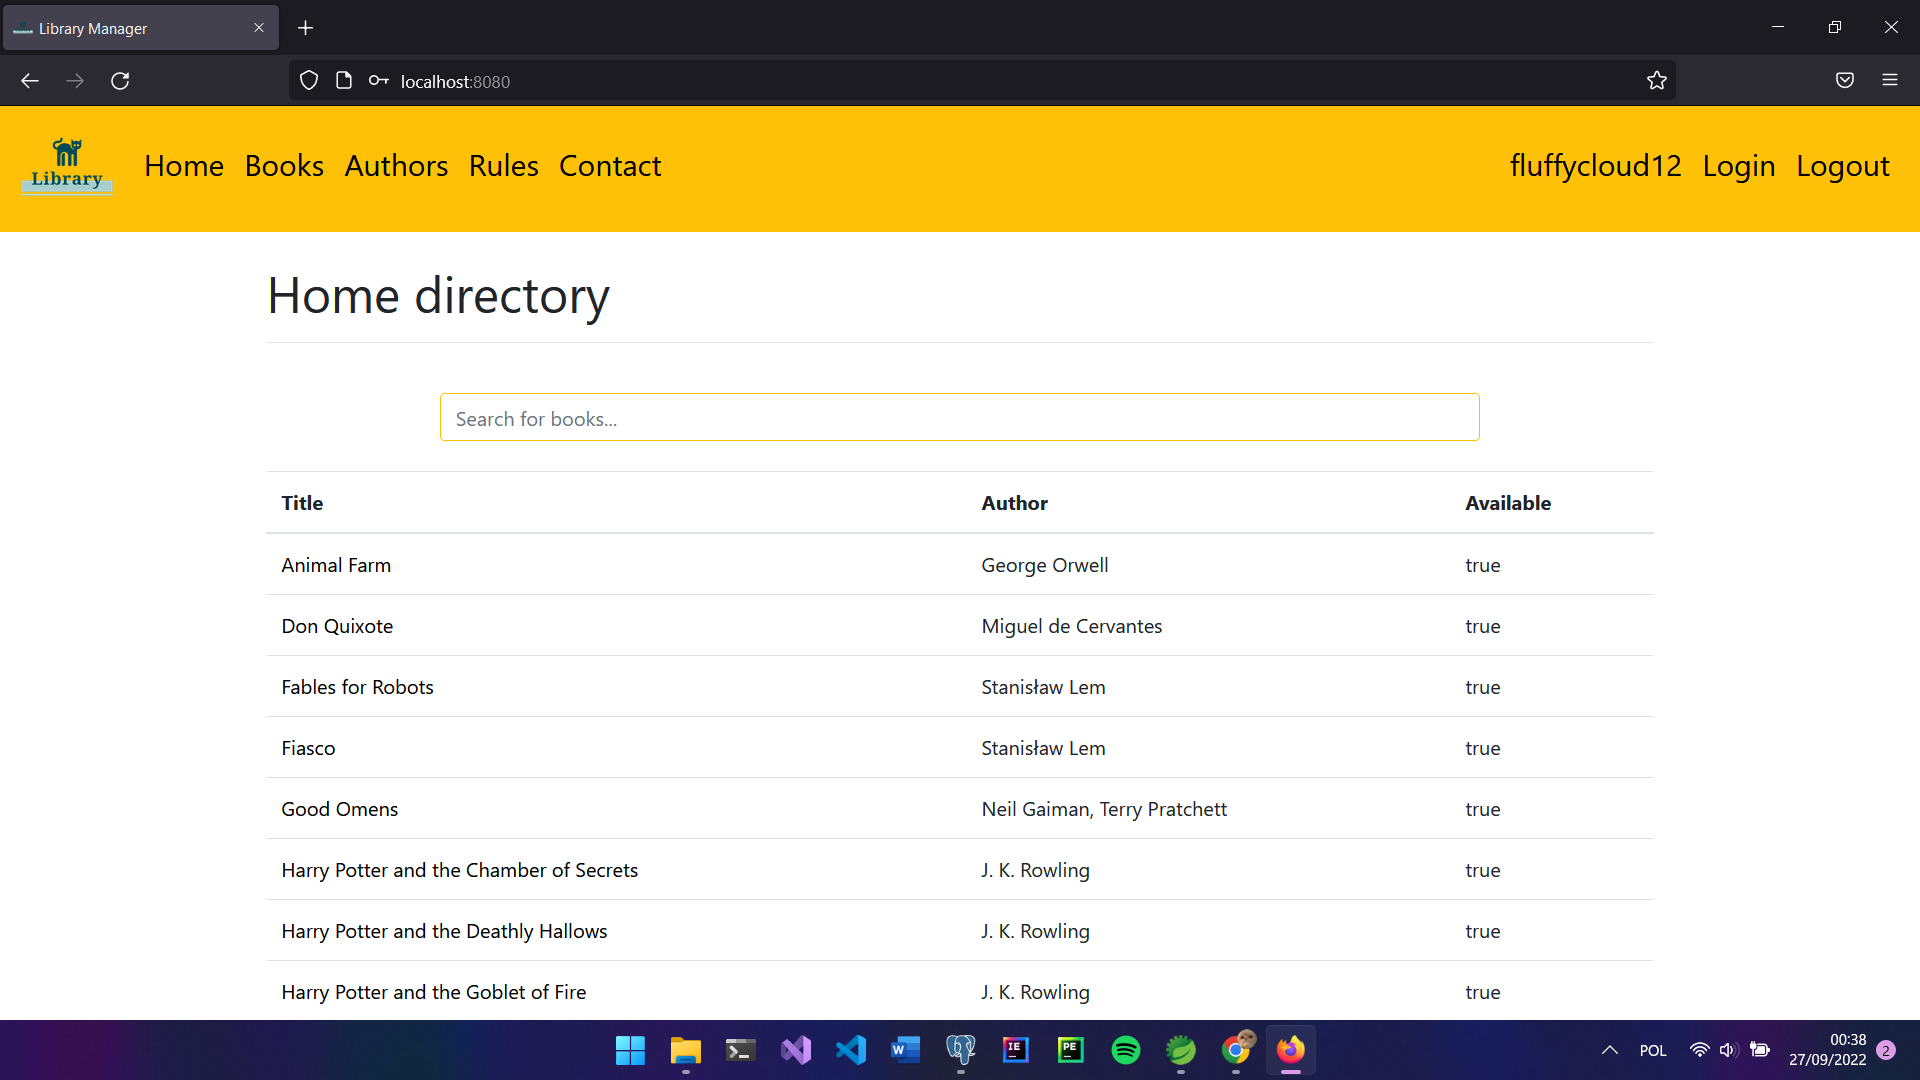 Library Manager
localhost:8080
Library
Home Books Authors Rules Contact
fluffycloud12 Login Logout
Home directory
Search for books...
Title Author Available
Animal Farm George Orwell true
Don Quixote Miguel de Cervantes true
Fables for Robots Stanisław Lem true
Fiasco Stanisław Lem true
Good Omens Neil Gaiman, Terry Pratchett true
Harry Potter and the Chamber of Secrets J. K. Rowling true
Harry Potter and the Deathly Hallows J. K. Rowling true
Harry Potter and the Goblet of Fire J. K. Rowling true
W IE PE
POL
00:38
27/09/2022
2